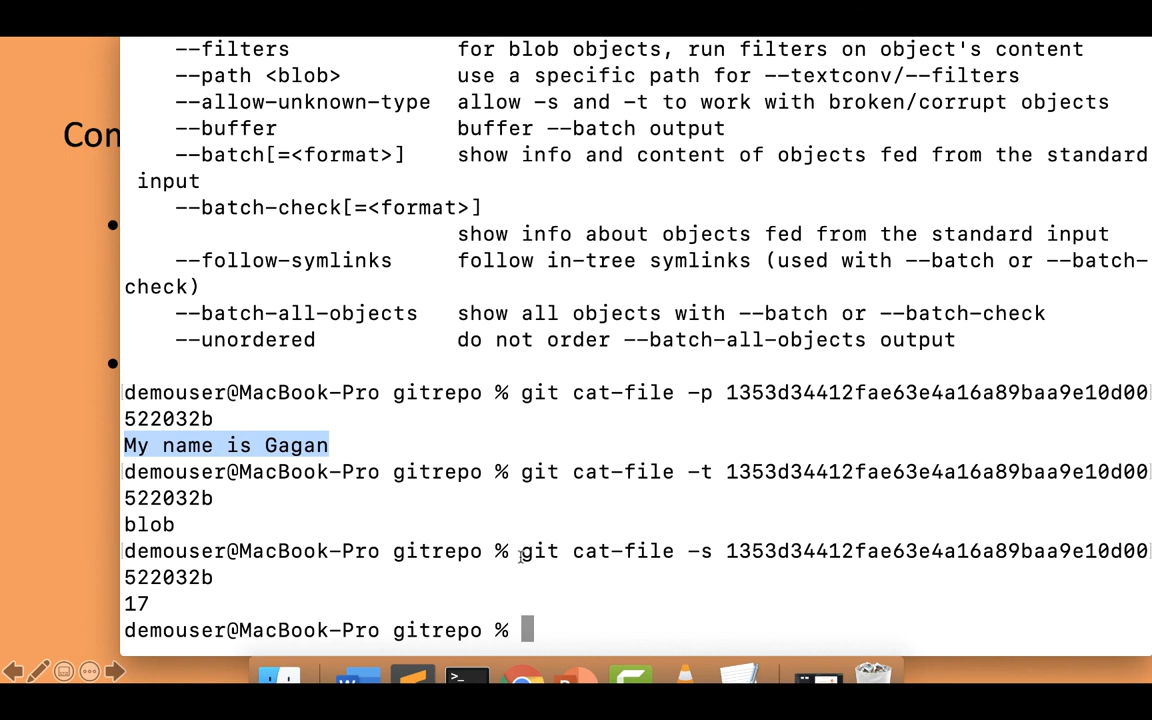 --filters for blob objects, run filters on object's content
--path <blob> use a specific path for --textconv/--filters
--allow-unknown-type allow -s and -t to work with broken/corrupt objects
--buffer buffer --batch output
--batch[=<format>] show info and content of objects fed from the standard
input
--batch-check[=<format>]
show info about objects fed from the standard input
--follow-symlinks follow in-tree symlinks (used with --batch or --batch-
check)
--batch-all-objects show all objects with --batch or --batch-check
--unordered do not order --batch-all-objects output
demouser@MacBook-Pro gitrepo % git cat-file -p 1353d34412fae63e4a16a89baa9e10d00
522032b
My name is Gagan
demouser@MacBook-Pro gitrepo % git cat-file -t 1353d34412fae63e4a16a89baa9e10d00
522032b
blob
demouser@MacBook-Pro gitrepo % git cat-file -s 1353d34412fae63e4a16a89baa9e10d00
522032b
17
demouser@MacBook-Pro gitrepo %